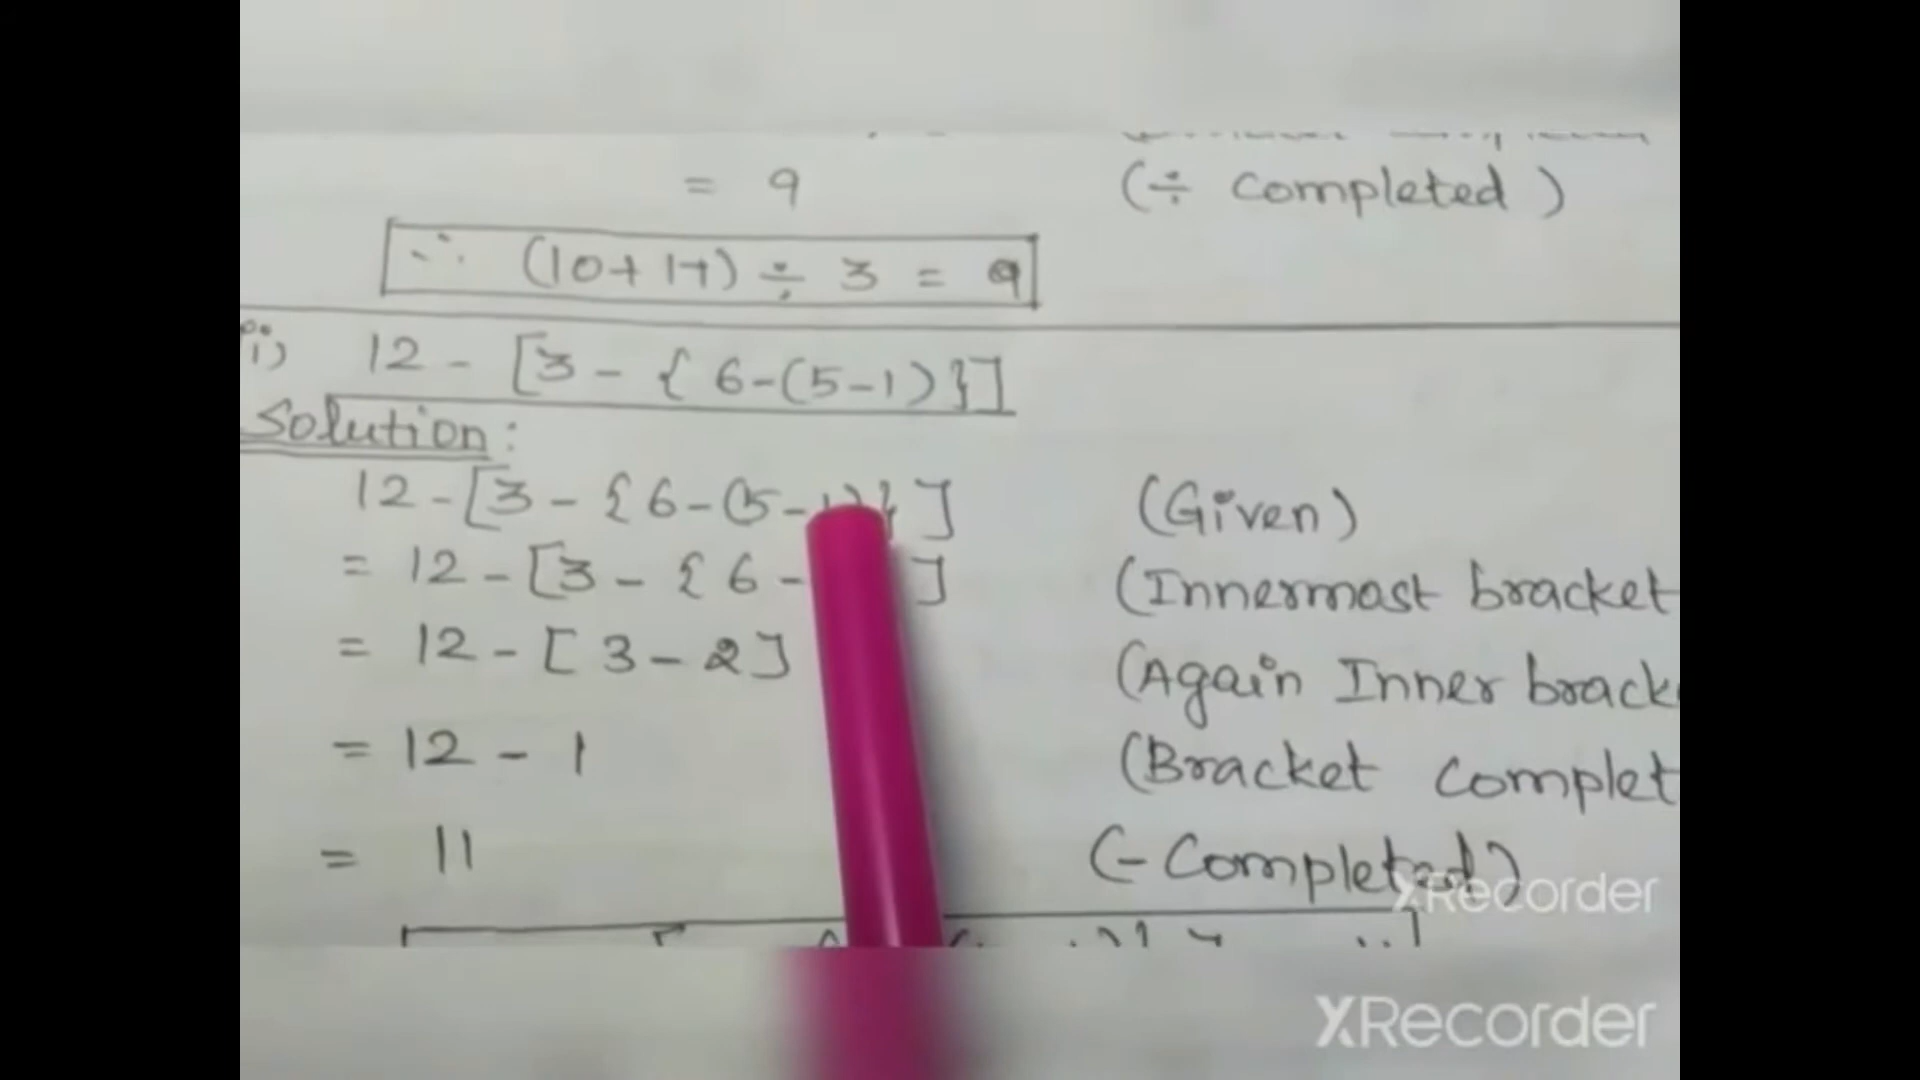 = 9 (÷ completed)
∴ (10+17) ÷ 3 = 9
ii) 12 - [3 - { 6-(5-1)}]
Solution:
12-[3-{6-(5-1)}] (Given)
= 12-[3-{6- ] (Innermost bracket
= 12-[3-2] (Again Inner brack
= 12 - 1 (Bracket complet
= 11 (- Completed)
XRecorder
XRecorder